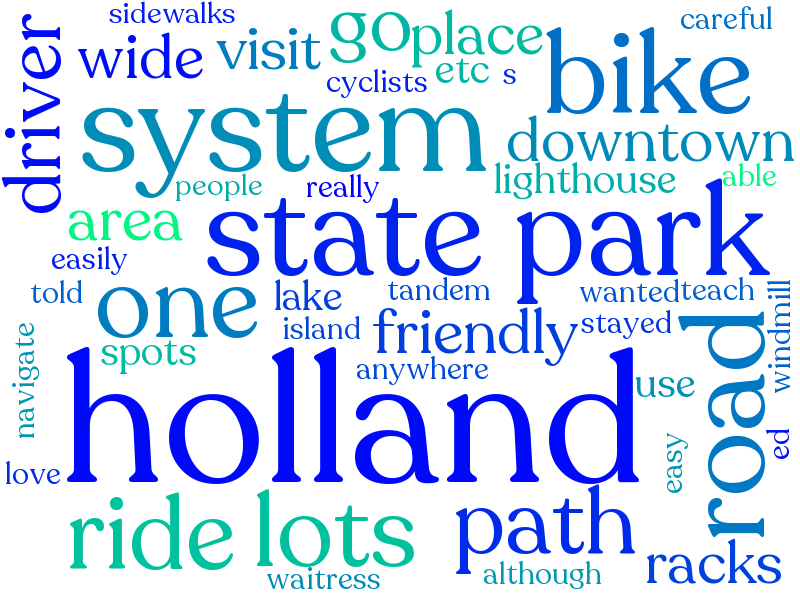 sidewalks
careful
driver
wide
visit
go
place
cyclists
etc
s
bike
system
downtown
people
really
lighthouse
able
area
state park
easily
told
one
lake
tandem
wanted
teach
windmill
island
friendly
stayed
road
navigate
spots
anywhere
holland
use
easy
ed
love
ride
lots
path
racks
waitress
although